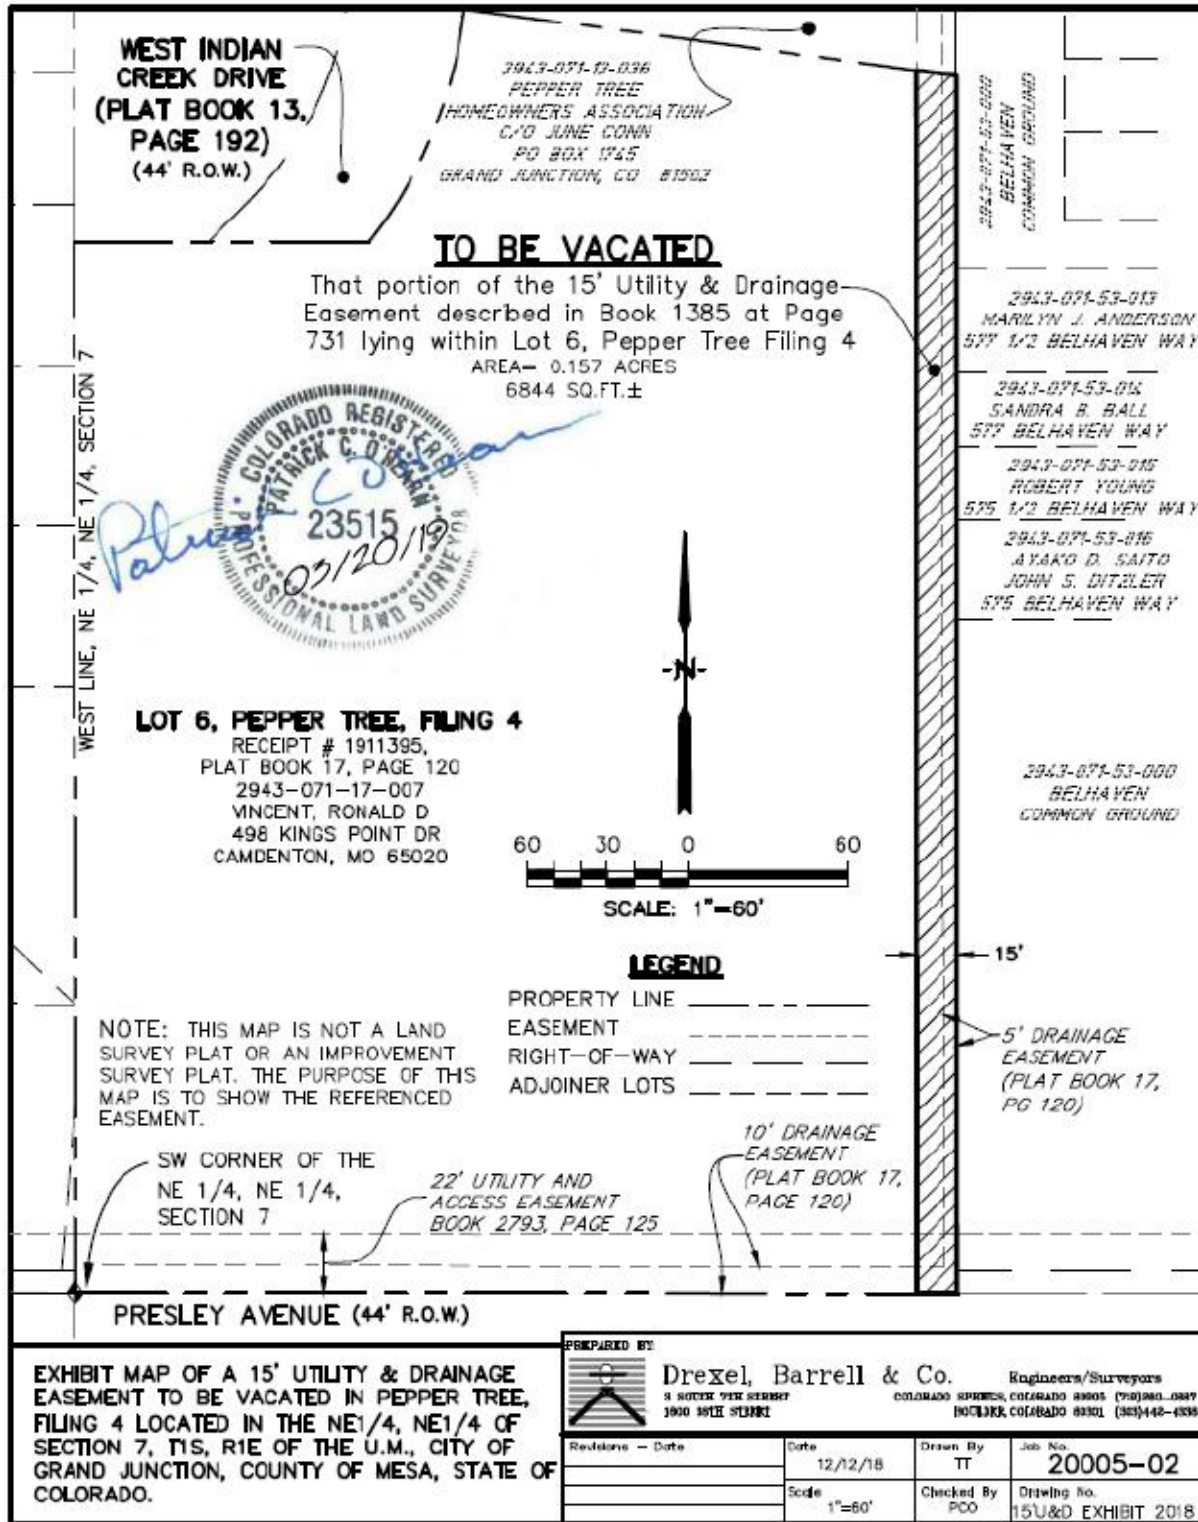 WEST INDIAN
CREEK DRIVE
(PLAT BOOK 13,
PAGE 192)
(44' R.O.W.)
2943-071-13-036
PEPPER TREE
HOMEOWNERS ASSOCIATION
C/O JUNE CONN
PO BOX 1745
GRAND JUNCTION, CO 81502
2943-071-53-000
BELHAVEN
COMMON GROUND
TO BE VACATED
That portion of the 15' Utility & Drainage
Easement described in Book 1385 at Page
731 lying within Lot 6, Pepper Tree Filing 4
AREA- 0.157 ACRES
6844 SQ.FT.±
2943-071-53-013
MARILYN J. ANDERSON
577 1/2 BELHAVEN WAY
2943-071-53-014
SANDRA B. BALL
577 BELHAVEN WAY
2943-071-53-015
ROBERT YOUNG
575 1/2 BELHAVEN WAY
2943-071-53-016
AYAKO D. SAITO
JOHN S. DITZLER
575 BELHAVEN WAY
WEST LINE, NE 1/4, NE 1/4, SECTION 7
COLORADO REGISTERED
PATRICK C. O'HEARN
23515
03/20/19
PROFESSIONAL LAND SURVEYOR
N
LOT 6, PEPPER TREE, FILING 4
RECEIPT # 1911395,
PLAT BOOK 17, PAGE 120
2943-071-17-007
VINCENT, RONALD D
498 KINGS POINT DR
CAMDENTON, MO 65020
2943-071-53-000
BELHAVEN
COMMON GROUND
60 30 0 60
SCALE: 1"=60'
15'
LEGEND
PROPERTY LINE
EASEMENT
RIGHT-OF-WAY
ADJOINER LOTS
NOTE: THIS MAP IS NOT A LAND
SURVEY PLAT OR AN IMPROVEMENT
SURVEY PLAT. THE PURPOSE OF THIS
MAP IS TO SHOW THE REFERENCED
EASEMENT.
5' DRAINAGE
EASEMENT
(PLAT BOOK 17,
PG 120)
10' DRAINAGE
EASEMENT
(PLAT BOOK 17,
PAGE 120)
SW CORNER OF THE
NE 1/4, NE 1/4,
SECTION 7
22' UTILITY AND
ACCESS EASEMENT
BOOK 2793, PAGE 125
PRESLEY AVENUE (44' R.O.W.)
EXHIBIT MAP OF A 15' UTILITY & DRAINAGE
EASEMENT TO BE VACATED IN PEPPER TREE,
FILING 4 LOCATED IN THE NE1/4, NE1/4 OF
SECTION 7, T1S, R1E OF THE U.M., CITY OF
GRAND JUNCTION, COUNTY OF MESA, STATE OF
COLORADO.
PREPARED BY
Drexel, Barrell & Co.
Engineers/Surveyors
3 SOUTH 7TH STREET
COLORADO SPRINGS, COLORADO
1800 38TH STREET
BOULDER, COLORADO 80301
Revisions - Date
Date
12/12/18
Drawn By
TT
Job No.
20005-02
Scale
1"=60'
Checked By
PCO
Drawing No.
15'U&D EXHIBIT 2018